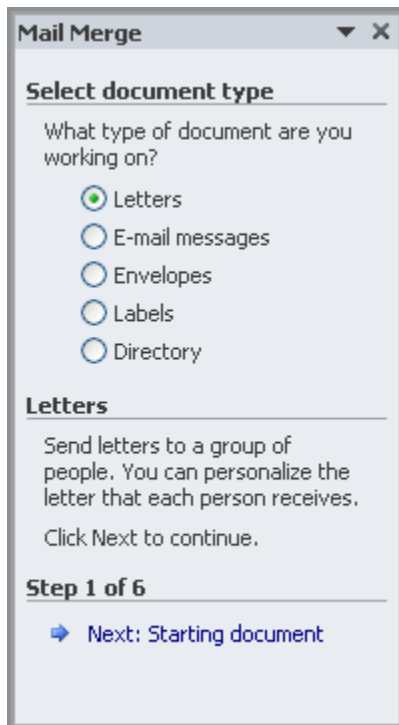 Mail Merge
Select document type
What type of document are you
working on?
Letters
E-mail messages
Envelopes
Labels
Directory
Letters
Send letters to a group of
people. You can personalize the
letter that each person receives.
Click Next to continue.
Step 1 of 6
Next: Starting document